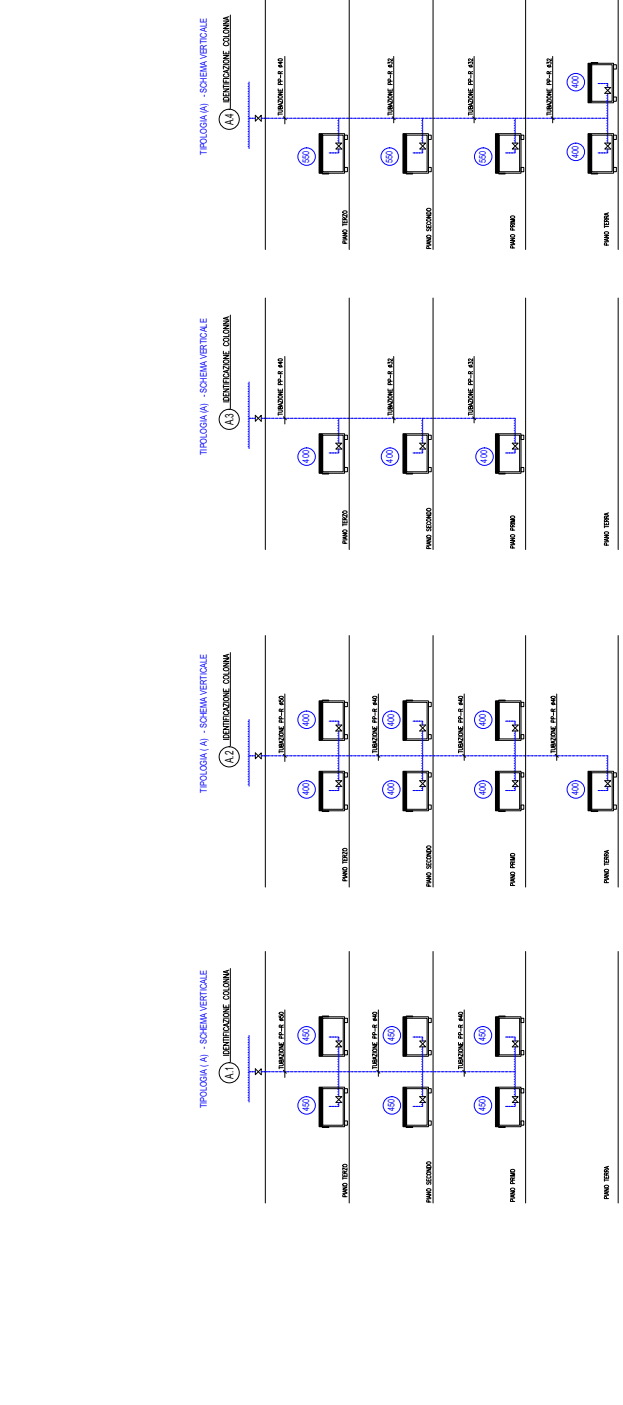 TIPOLOGIA ( A) - SCHEMA VERTICALE
A.1 IDENTIFICAZIONE COLONNA
TUBAZIONE PP-R ø50
450 450
PIANO TERZO
TUBAZIONE PP-R ø40
450 450
PIANO SECONDO
TUBAZIONE PP-R ø40
450 450
PIANO PRIMO
PIANO TERRA
TIPOLOGIA ( A) - SCHEMA VERTICALE
A.2 IDENTIFICAZIONE COLONNA
TUBAZIONE PP-R ø50
400 400
PIANO TERZO
TUBAZIONE PP-R ø40
400 400
PIANO SECONDO
TUBAZIONE PP-R ø40
400 400
PIANO PRIMO
TUBAZIONE PP-R ø40
400
PIANO TERRA
TIPOLOGIA (A) - SCHEMA VERTICALE
A.3 IDENTIFICAZIONE COLONNA
TUBAZIONE PP-R ø40
400
PIANO TERZO
TUBAZIONE PP-R ø32
400
PIANO SECONDO
TUBAZIONE PP-R ø32
400
PIANO PRIMO
PIANO TERRA
TIPOLOGIA (A) - SCHEMA VERTICALE
A.4 IDENTIFICAZIONE COLONNA
TUBAZIONE PP-R ø40
550
PIANO TERZO
TUBAZIONE PP-R ø32
550
PIANO SECONDO
TUBAZIONE PP-R ø32
550
PIANO PRIMO
TUBAZIONE PP-R ø32
400 400
PIANO TERRA